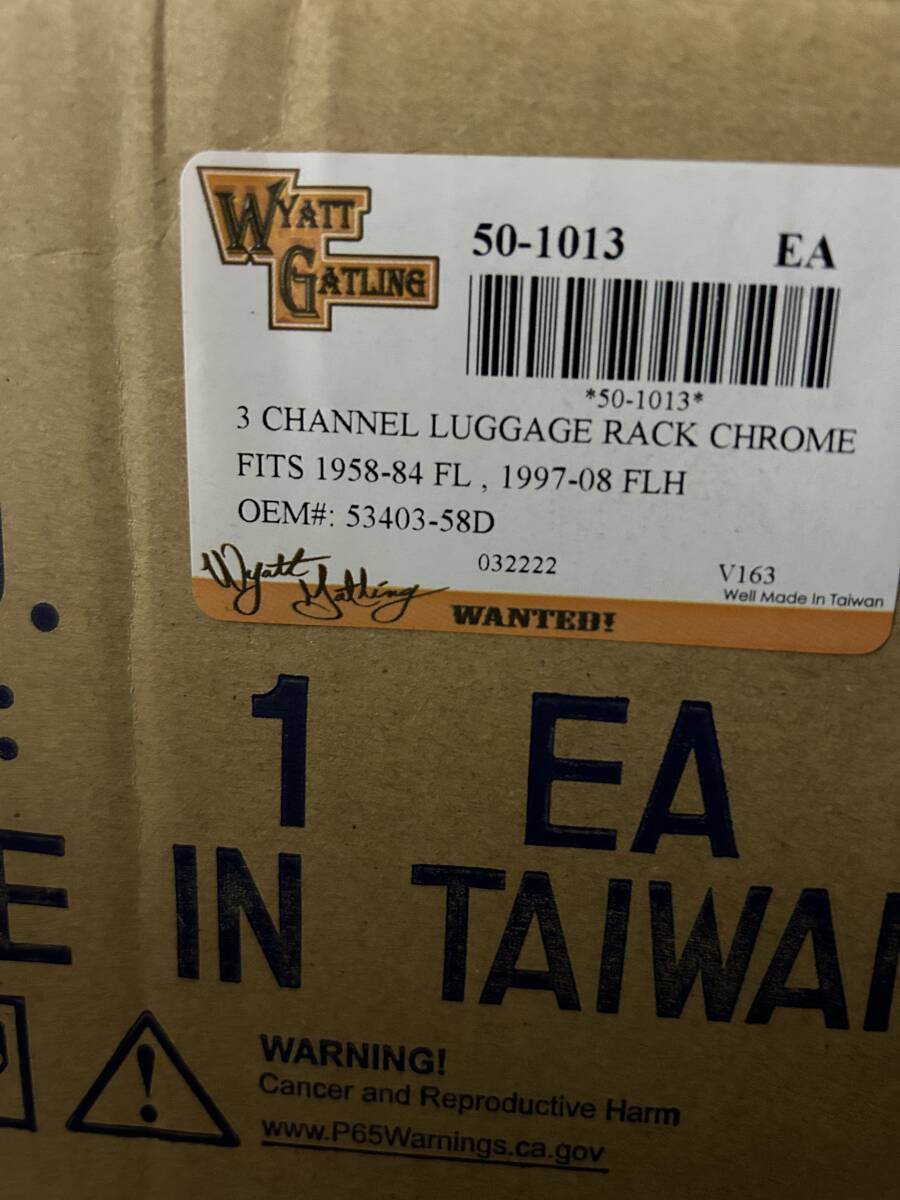 WYATT
GATLING
50-1013 EA
*50-1013*
3 CHANNEL LUGGAGE RACK CHROME
FITS 1958-84 FL , 1997-08 FLH
OEM#: 53403-58D
032222 V163
Well Made In Taiwan
Wyatt Gatling
WANTED!
1 EA
E IN TAIWA
WARNING!
Cancer and Reproductive Harm
www.P65Warnings.ca.gov